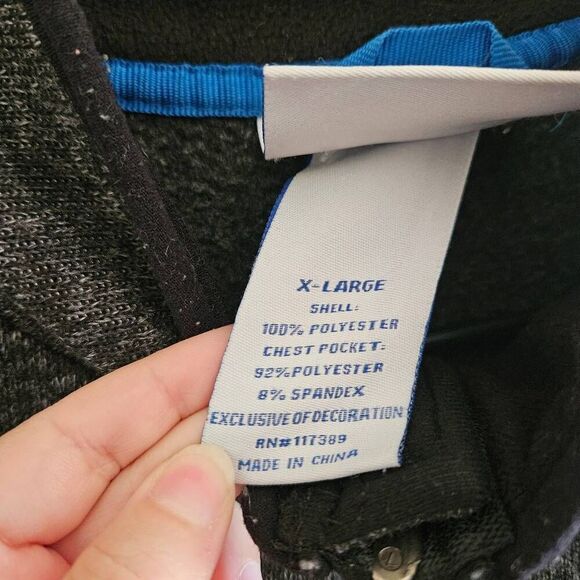 X-LARGE
SHELL:
100% POLYESTER
CHEST POCKET:
92%POLYESTER
8% SPANDEX
EXCLUSIVE OF DECORATION
RN#117389
MADE IN CHINA